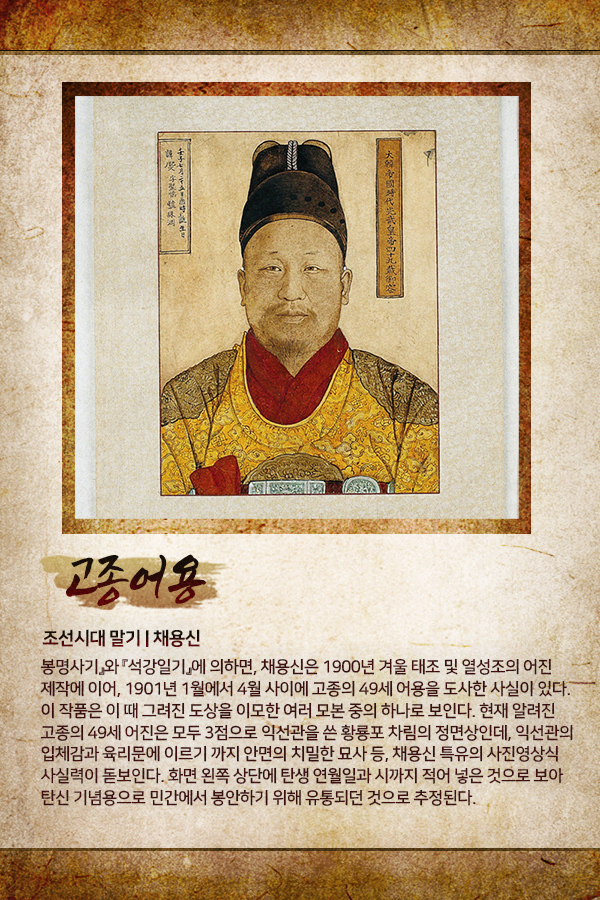 大韓帝國時代光武皇帝四十九歲御容
고종어용
조선시대 말기 | 채용신
봉명사기』와 『석강일기』에 의하면, 채용신은 1900년 겨울 태조 및 열성조의 어진
제작에 이어, 1901년 1월에서 4월 사이에 고종의 49세 어용을 도사한 사실이 있다.
이 작품은 이 때 그려진 도상을 이모한 여러 모본 중의 하나로 보인다. 현재 알려진
고종의 49세 어진은 모두 3점으로 익선관을 쓴 황룡포 차림의 정면상인데, 익선관의
입체감과 육리문에 이르기 까지 안면의 치밀한 묘사 등, 채용신 특유의 사진영상식
사실력이 돋보인다. 화면 왼쪽 상단에 탄생 연월일과 시까지 적어 넣은 것으로 보아
탄신 기념용으로 민간에서 봉안하기 위해 유통되던 것으로 추정된다.